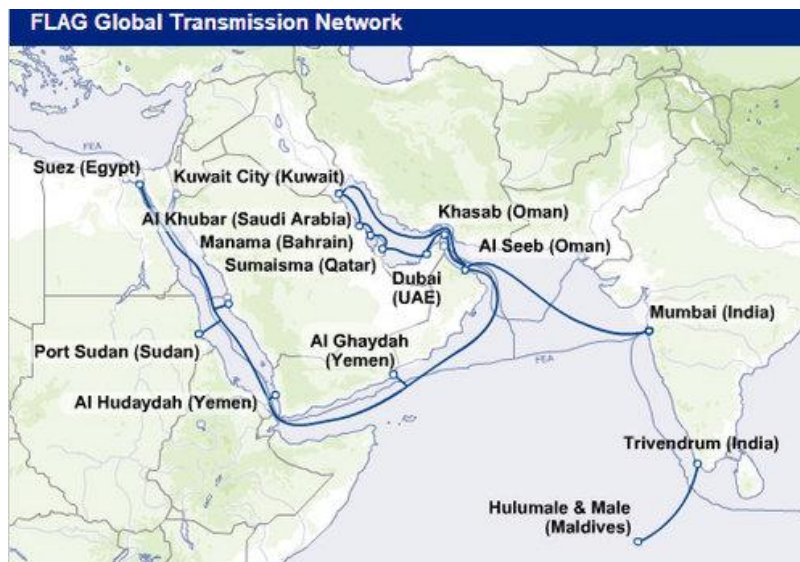 FLAG Global Transmission Network
FEA
Suez (Egypt)
Kuwait City (Kuwait)
Al Khubar (Saudi Arabia)
Manama (Bahrain)
Sumaisma (Qatar)
Khasab (Oman)
Al Seeb (Oman)
Dubai
(UAE)
Mumbai (India)
Port Sudan (Sudan)
Al Ghaydah
(Yemen)
FEA
Al Hudaydah (Yemen)
Trivendrum (India)
Hulumale & Male
(Maldives)